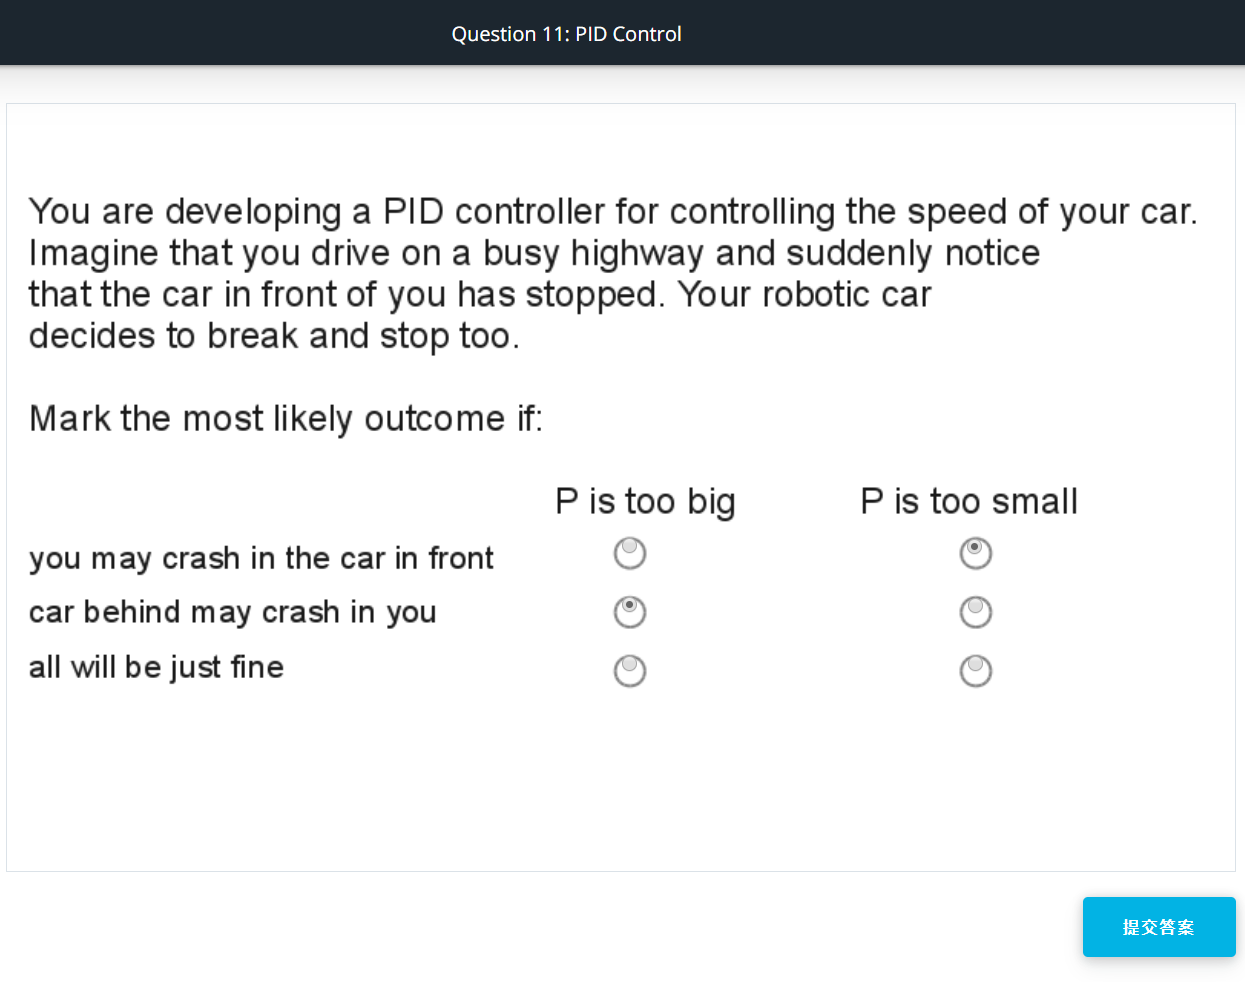 Question 11: PID Control
You are developing a PID controller for controlling the speed of your car.
Imagine that you drive on a busy highway and suddenly notice
that the car in front of you has stopped. Your robotic car
decides to break and stop too.
Mark the most likely outcome if:
P is too big P is too small
you may crash in the car in front
car behind may crash in you
all will be just fine
提交答案